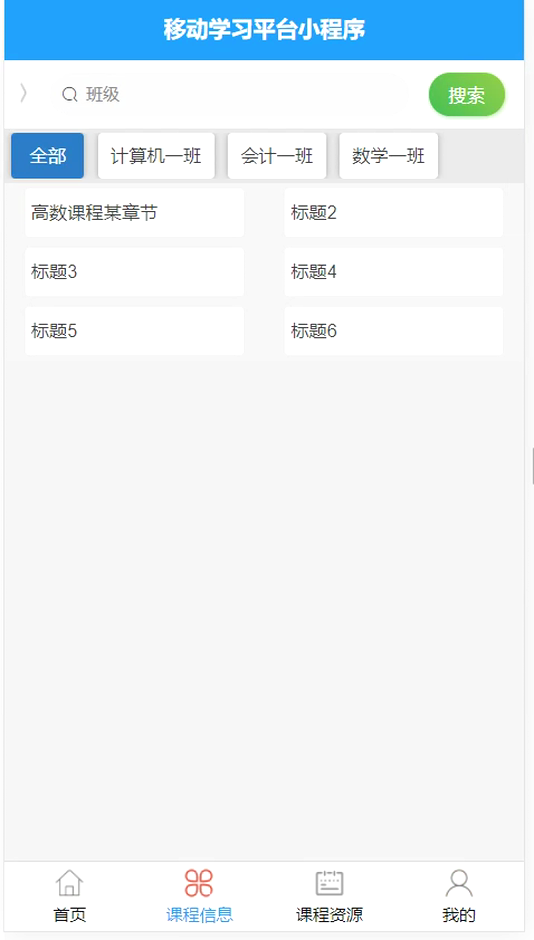 移动学习平台小程序
班级
搜索
全部 计算机一班 会计一班 数学一班
高数课程某章节 标题2
标题3 标题4
标题5 标题6
首页 课程信息 课程资源 我的